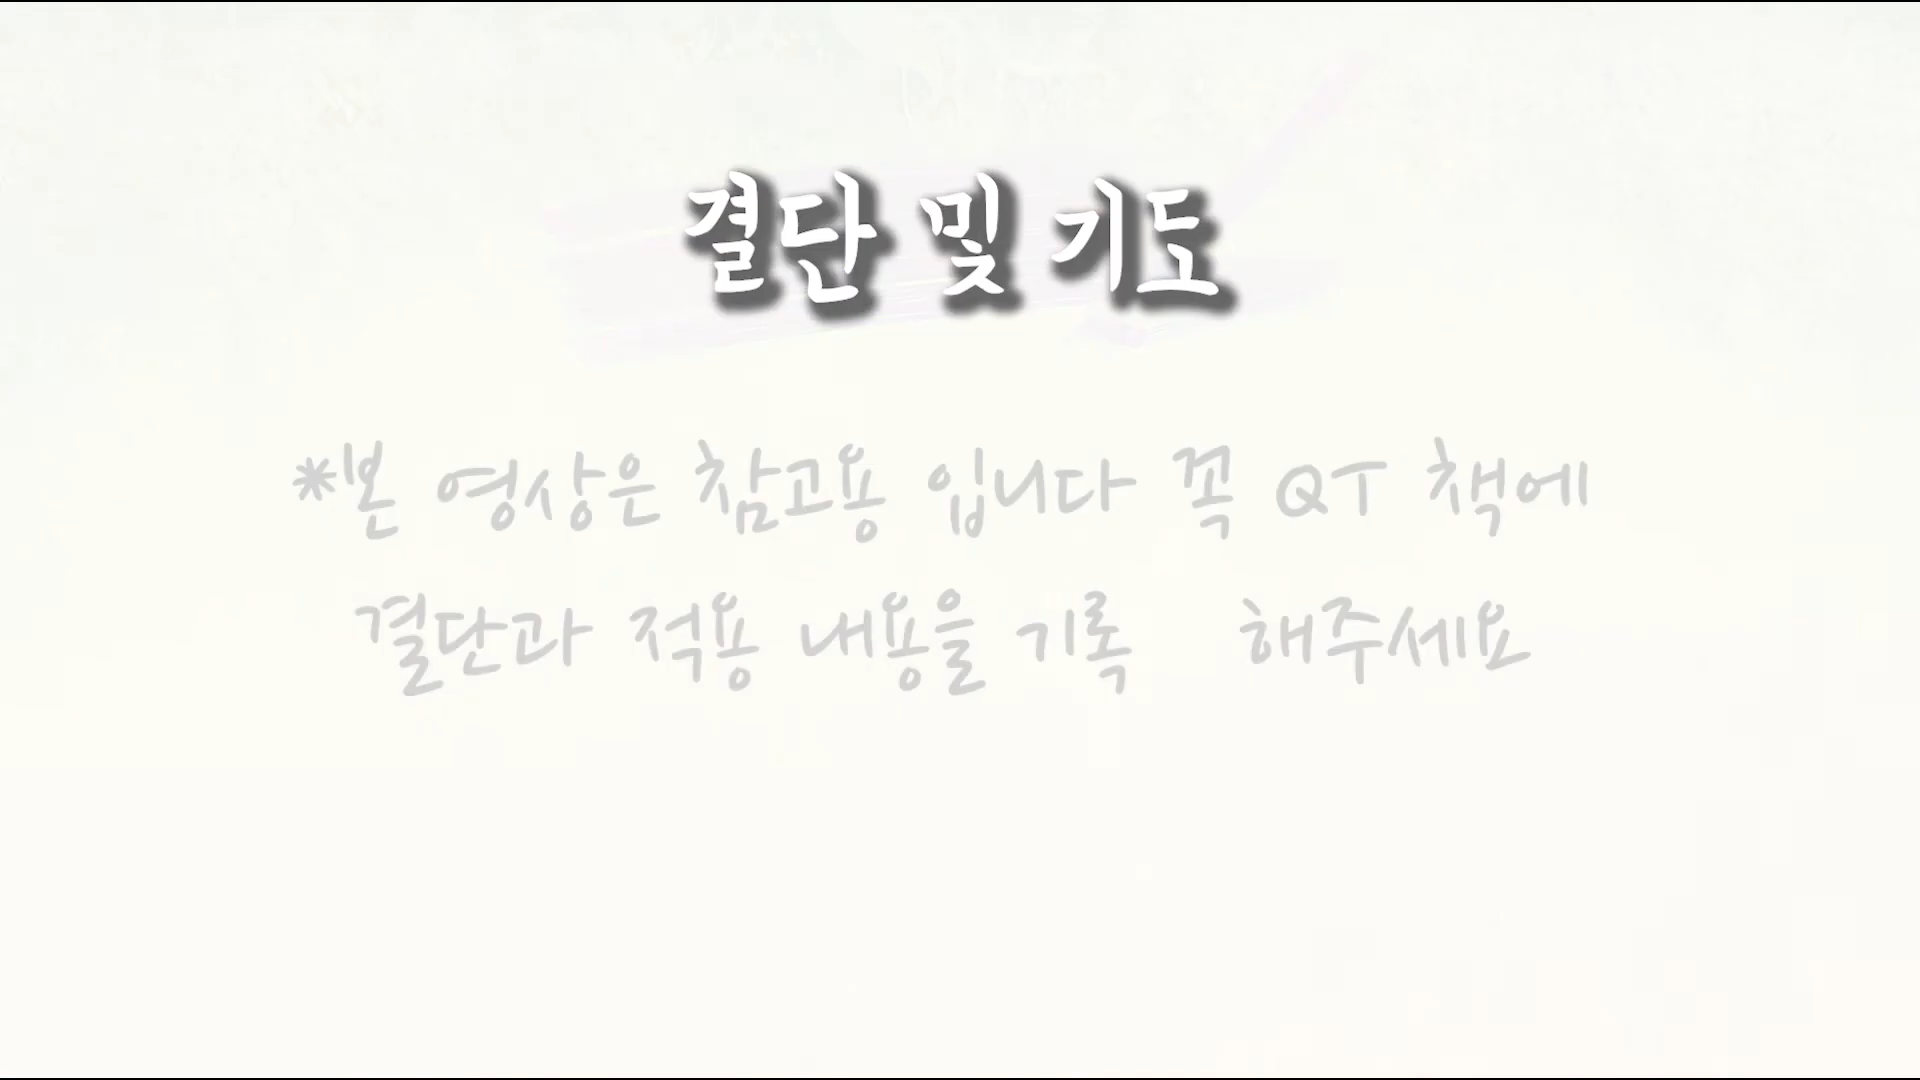 결단 및 기도
*본 영상은 참고용 입니다 꼭 QT 책에
결단과 적용 내용을 기록 해주세요